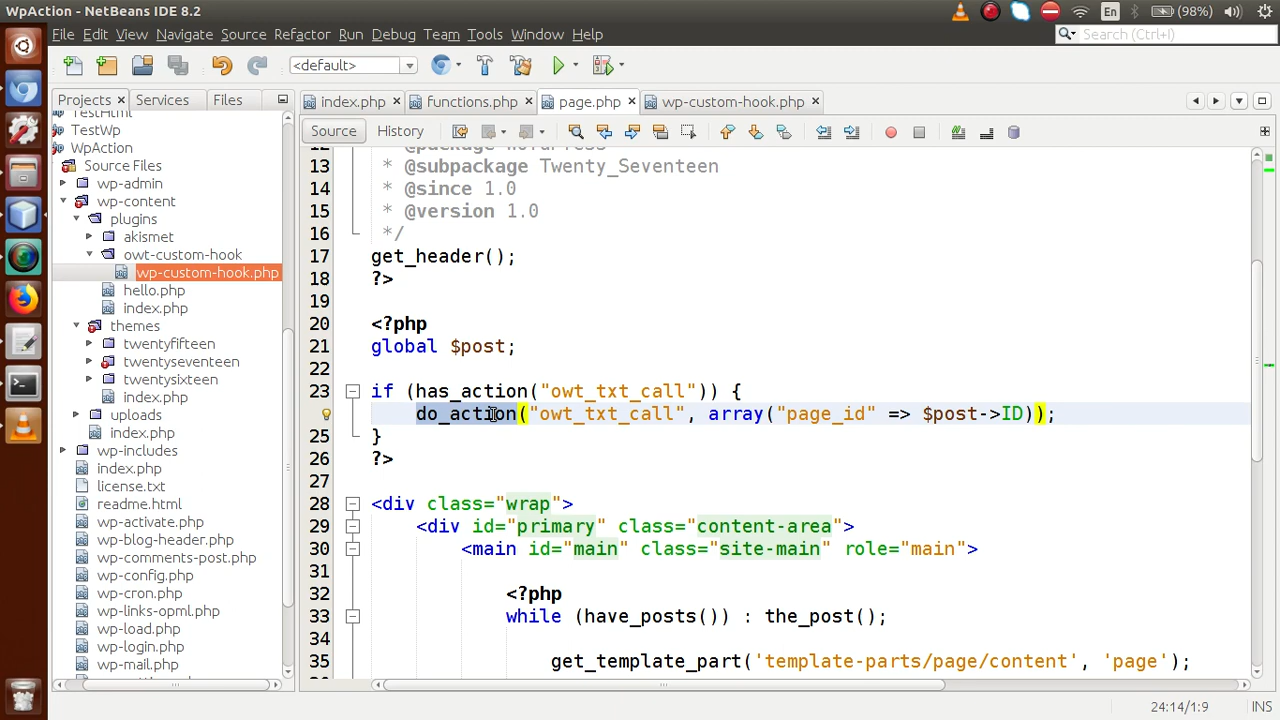 WpAction - NetBeans IDE 8.2
En
(98%)
File Edit View Navigate Source Refactor Run Debug Team Tools Window Help
Search (Ctrl+I)
<default>
Projects
Services
Files
index.php
functions.php
page.php
wp-custom-hook.php
Source
History
TestHtml
TestWp
WpAction
Source Files
wp-admin
wp-content
plugins
akismet
owt-custom-hook
wp-custom-hook.php
hello.php
index.php
themes
twentyfifteen
twentyseventeen
twentysixteen
index.php
uploads
index.php
wp-includes
index.php
license.txt
readme.html
wp-activate.php
wp-blog-header.php
wp-comments-post.php
wp-config.php
wp-cron.php
wp-links-opml.php
wp-load.php
wp-login.php
wp-mail.php
13 * @subpackage Twenty_Seventeen
14 * @since 1.0
15 * @version 1.0
16 */
17 get_header();
18 ?>
19
20 <?php
21 global $post;
22
23 if (has_action("owt_txt_call")) {
do_action("owt_txt_call", array("page_id" => $post->ID));
25 }
26 ?>
27
28 <div class="wrap">
29 <div id="primary" class="content-area">
30 <main id="main" class="site-main" role="main">
31
32 <?php
33 while (have_posts()) : the_post();
34
35 get_template_part('template-parts/page/content', 'page');
24:14/1:9
INS